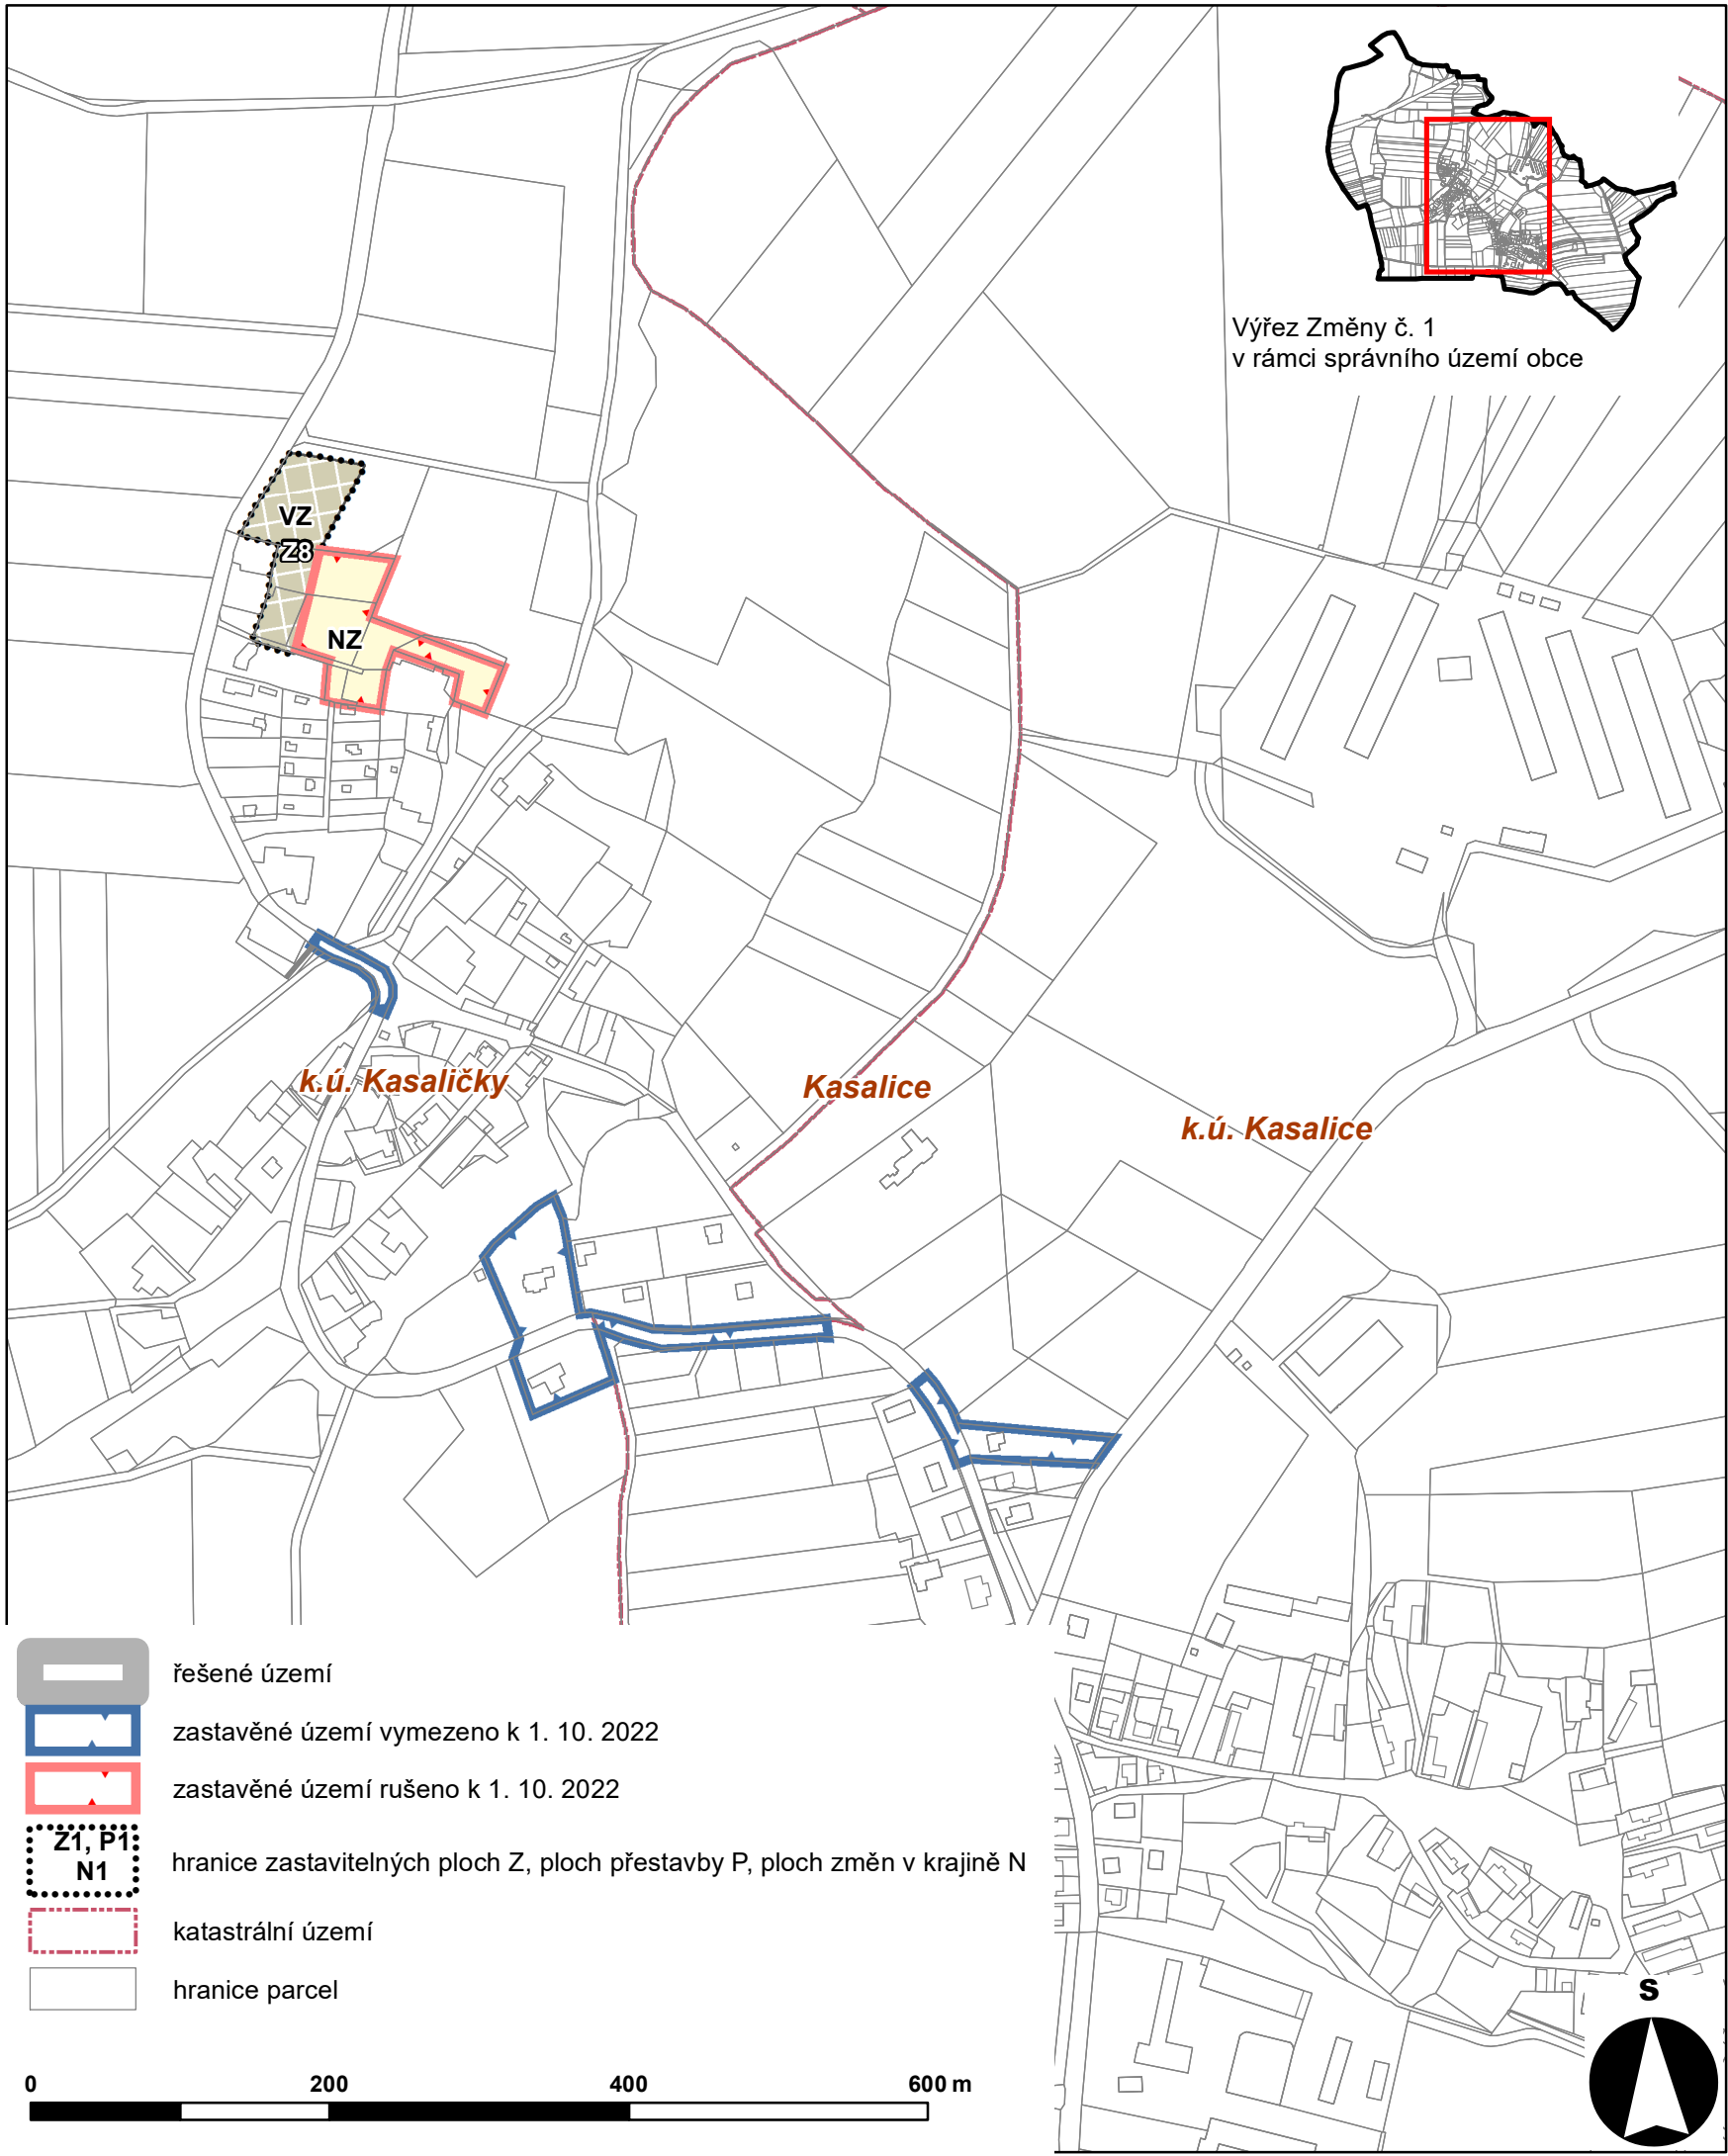 Výřez Změny č. 1
v rámci správního území obce
VZ
Z8
NZ
k.ú. Kasaličky
Kasalice
k.ú. Kasalice
řešené území
zastavěné území vymezeno k 1. 10. 2022
zastavěné území rušeno k 1. 10. 2022
Z1, P1
N1
hranice zastavitelných ploch Z, ploch přestavby P, ploch změn v krajině N
katastrální území
hranice parcel
S
0 200 400 600 m